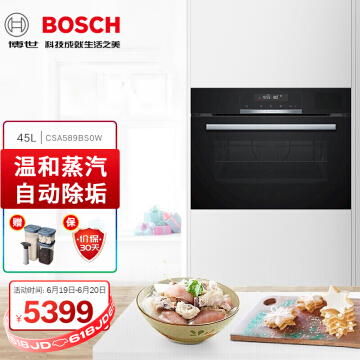 BOSCH
博世 科技成就生活之美
45L CSA589BS0W
温和蒸汽
自动除垢
赠 保
价保
30天
活动时间: 6月19日-6月20日
¥5399
618JD 618JD